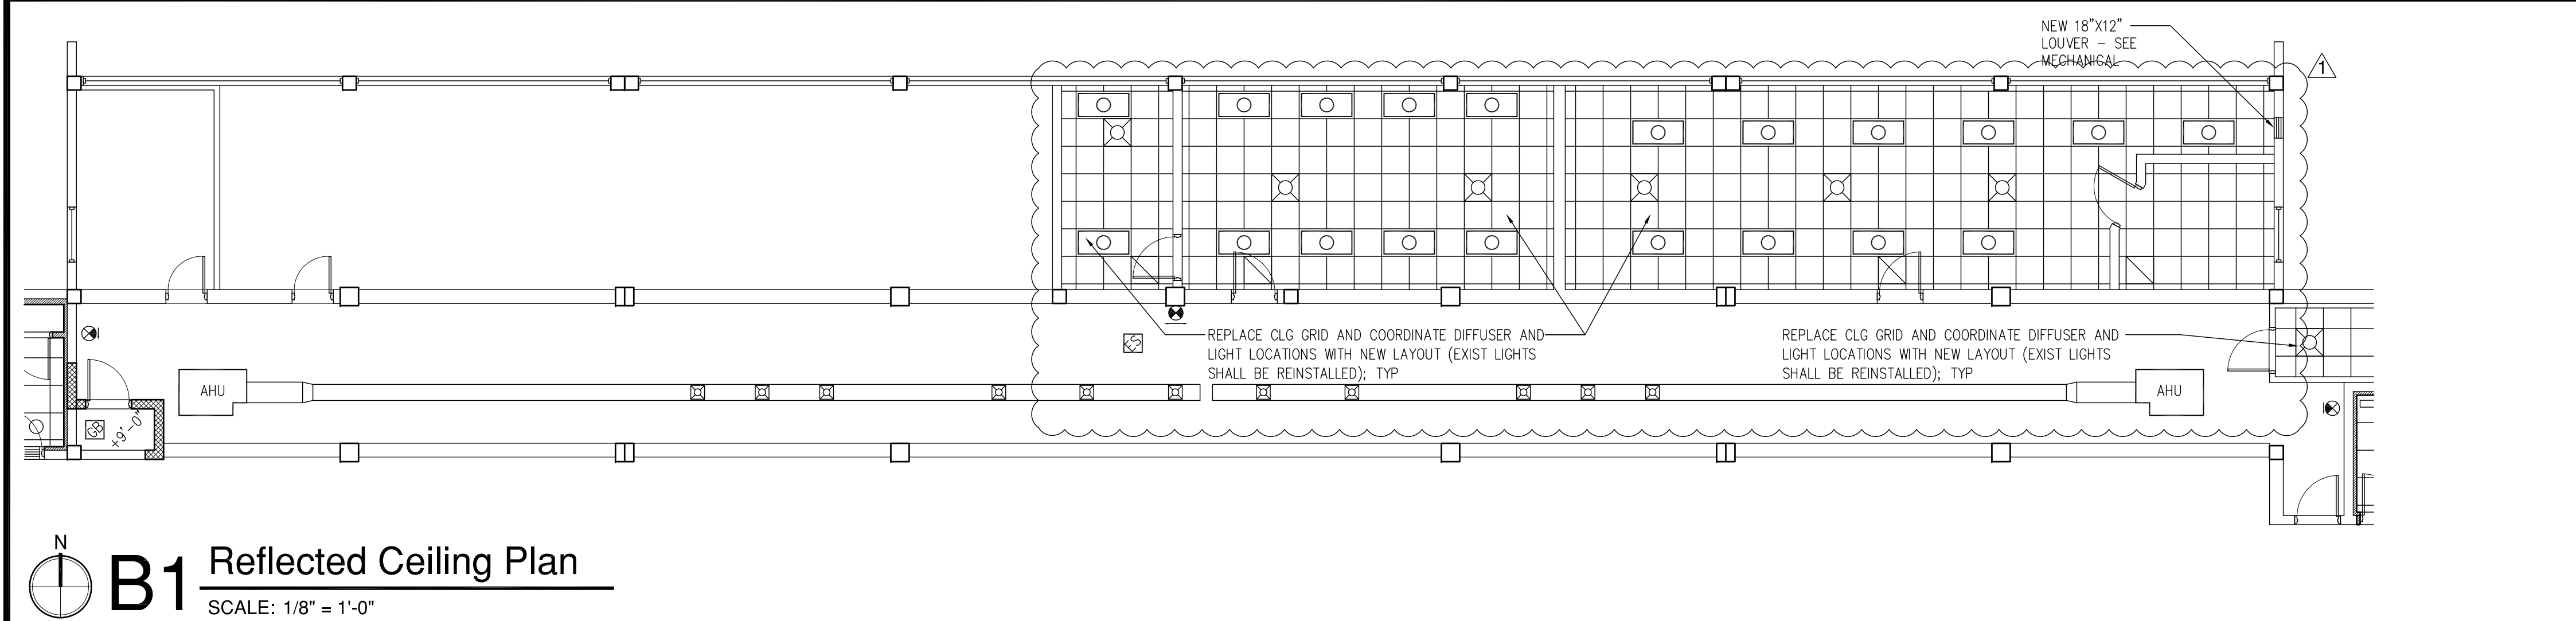 NEW 18"X12"
LOUVER – SEE
MECHANICAL
1
REPLACE CLG GRID AND COORDINATE DIFFUSER AND
LIGHT LOCATIONS WITH NEW LAYOUT (EXIST LIGHTS
SHALL BE REINSTALLED); TYP
REPLACE CLG GRID AND COORDINATE DIFFUSER AND
LIGHT LOCATIONS WITH NEW LAYOUT (EXIST LIGHTS
SHALL BE REINSTALLED); TYP
ES
AHU
AHU
GB
+9'-0"
N
B1
Reflected Ceiling Plan
SCALE: 1/8" = 1'-0"